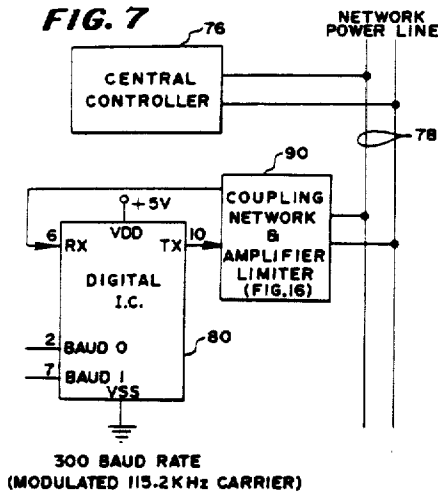 FIG. 7
76
NETWORK
POWER LINE
CENTRAL
CONTROLLER
78
90
+5V
COUPLING
NETWORK
&
AMPLIFIER
LIMITER
(FIG.16)
6
RX
VDD
TX
10
DIGITAL
I.C.
2
BAUD 0
7
BAUD 1
VSS
80
300 BAUD RATE
(MODULATED 115.2KHz CARRIER)